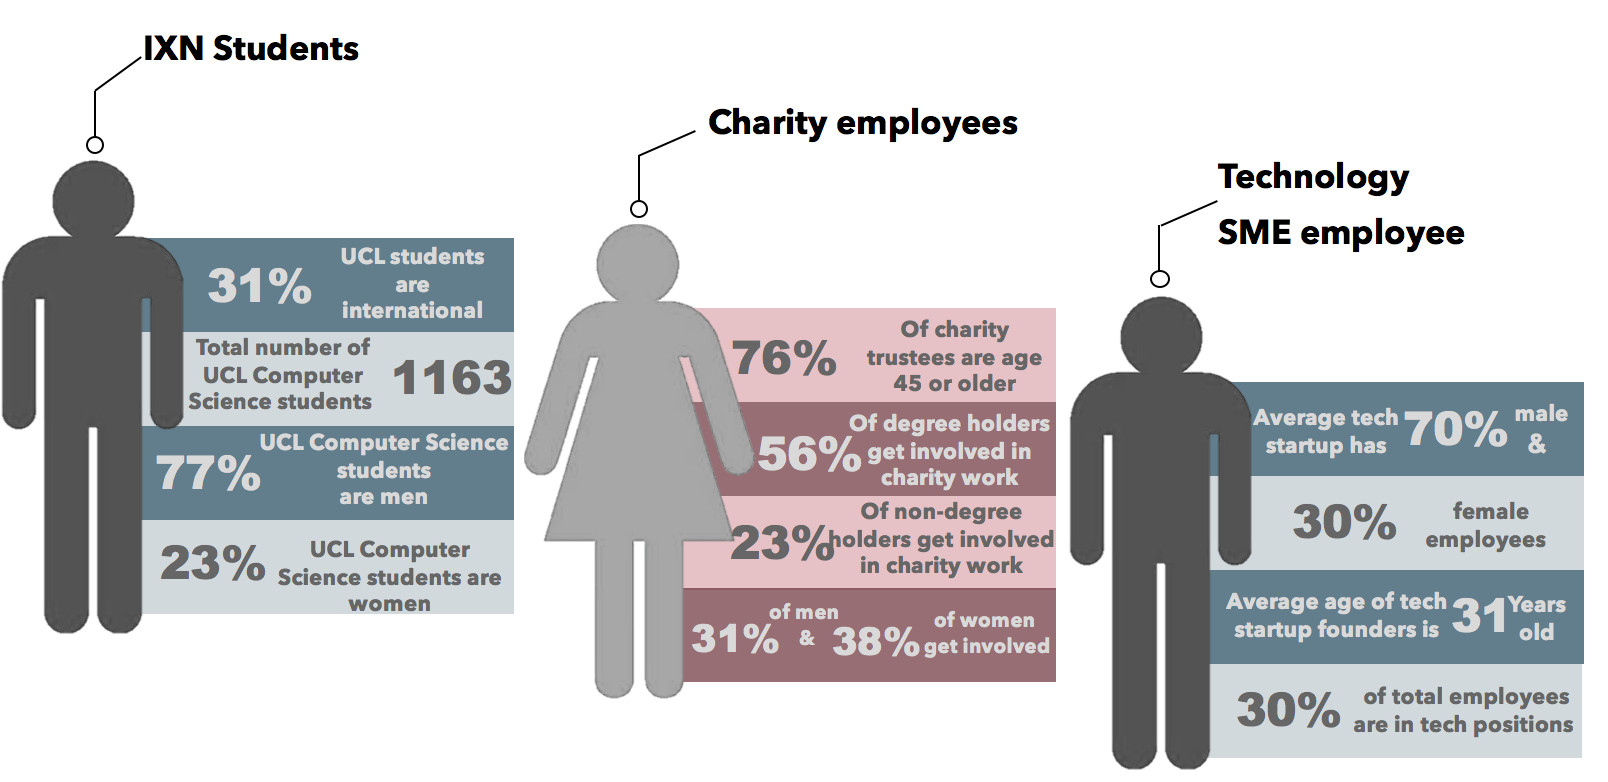 IXN Students
31%
UCL students
are
international
Total number of
UCL Computer
Science students
1163
77%
UCL Computer Science
students
are men
23%
UCL Computer
Science students are
women
Charity employees
76%
Of charity
trustees are age
45 or older
56%
Of degree holders
get involved in
charity work
23%
Of non-degree
holders get involved
in charity work
31%
of men
&
38%
of women
get involved
Technology
SME employee
Average tech
startup has
70%
male
&
30%
female
employees
Average age of tech
startup founders is
31
Years
old
30%
of total employees
are in tech positions